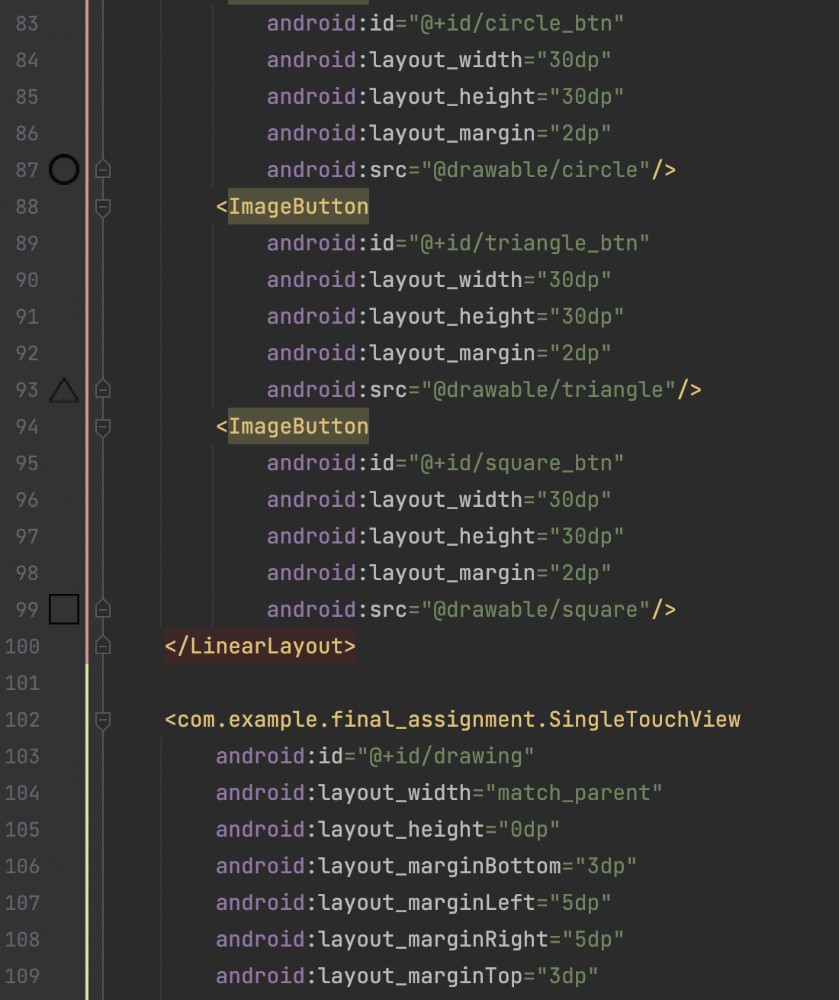 83 android:id="@+id/circle_btn"
84 android:layout_width="30dp"
85 android:layout_height="30dp"
86 android:layout_margin="2dp"
87 android:src="@drawable/circle"/>
88 <ImageButton
89 android:id="@+id/triangle_btn"
90 android:layout_width="30dp"
91 android:layout_height="30dp"
92 android:layout_margin="2dp"
93 android:src="@drawable/triangle"/>
94 <ImageButton
95 android:id="@+id/square_btn"
96 android:layout_width="30dp"
97 android:layout_height="30dp"
98 android:layout_margin="2dp"
99 android:src="@drawable/square"/>
100 </LinearLayout>
101
102 <com.example.final_assignment.SingleTouchView
103 android:id="@+id/drawing"
104 android:layout_width="match_parent"
105 android:layout_height="0dp"
106 android:layout_marginBottom="3dp"
107 android:layout_marginLeft="5dp"
108 android:layout_marginRight="5dp"
109 android:layout_marginTop="3dp"